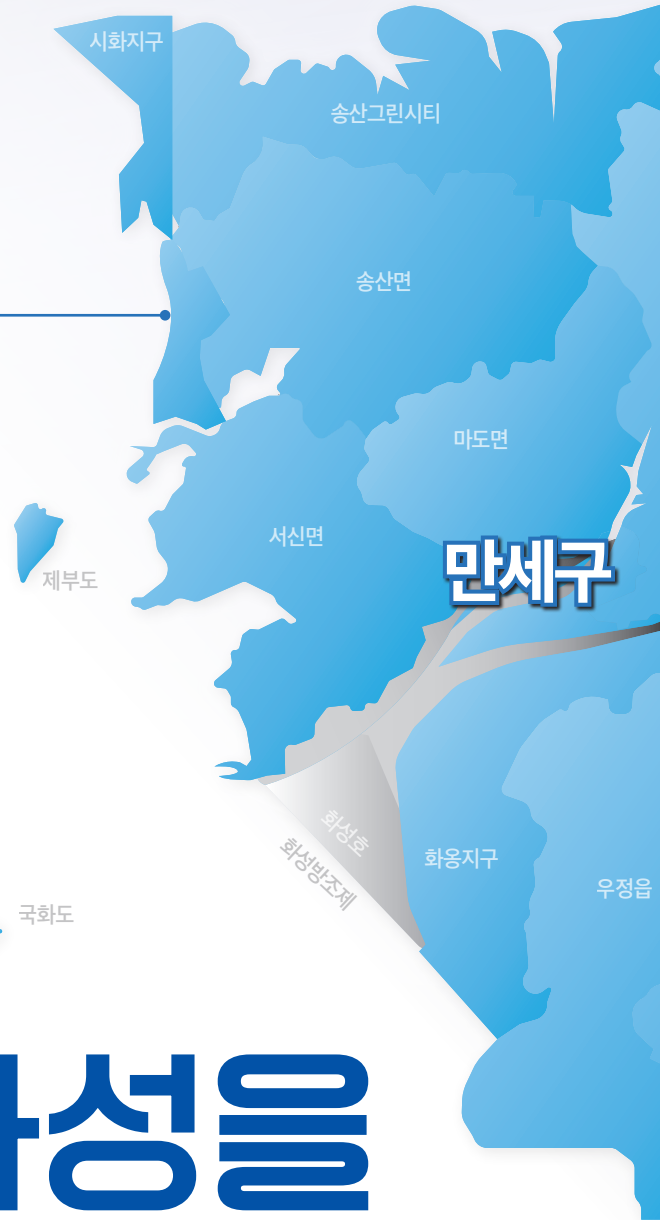 시화지구
송산그린시티
송산면
마도면
서신면
만세구
제부도
화성호
화성방조제
화옹지구
우정읍
국화도
성을